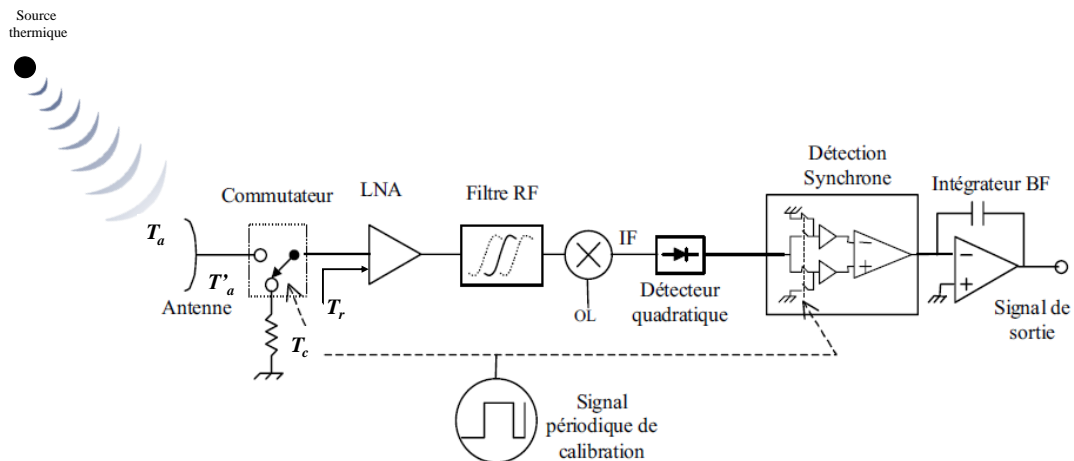 Source
thermique
Commutateur
LNA
Filtre RF
Détection
Synchrone
Intégrateur BF
Ta
T'a
Antenne
Tr
Tc
IF
OL
Détecteur
quadratique
Signal de
sortie
Signal
périodique de
calibration